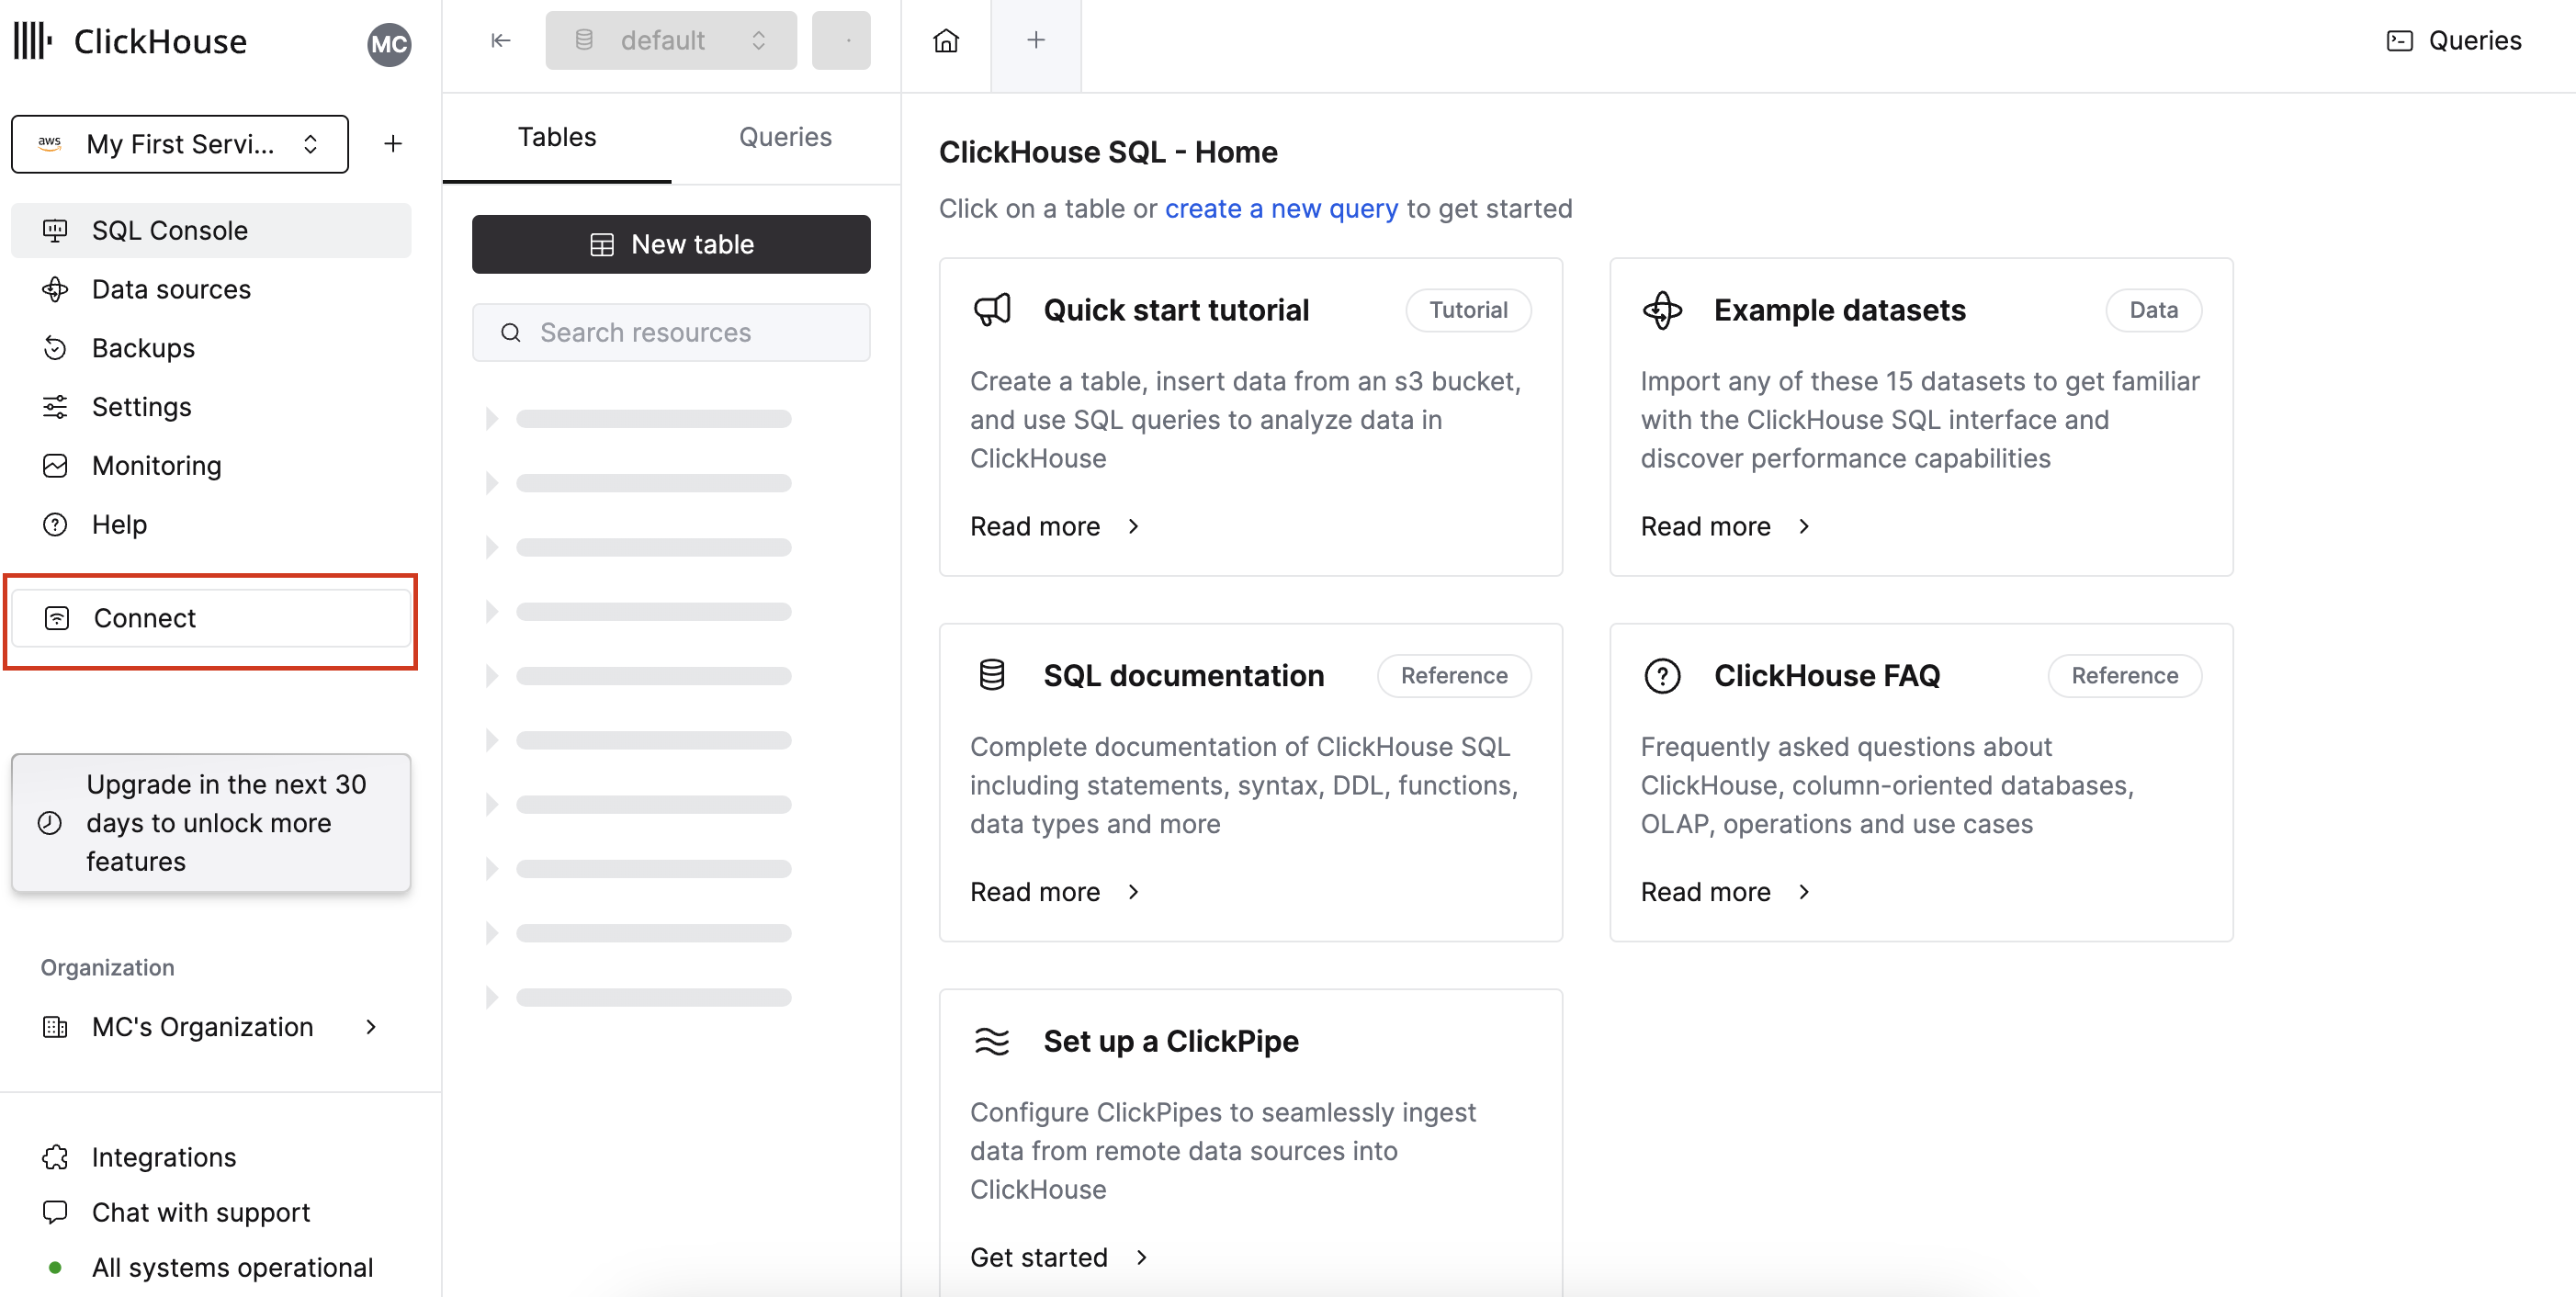 ClickHouse
MC
aws
My First Servi...
SQL Console
Data sources
Backups
Settings
Monitoring
Help
Connect
Upgrade in the next 30
days to unlock more
features
Organization
MC's Organization
Integrations
Chat with support
All systems operational
default
Tables
Queries
New table
Search resources
Queries
ClickHouse SQL - Home
Click on a table or create a new query to get started
Quick start tutorial
Tutorial
Create a table, insert data from an s3 bucket,
and use SQL queries to analyze data in
ClickHouse
Read more
Example datasets
Data
Import any of these 15 datasets to get familiar
with the ClickHouse SQL interface and
discover performance capabilities
Read more
SQL documentation
Reference
Complete documentation of ClickHouse SQL
including statements, syntax, DDL, functions,
data types and more
Read more
ClickHouse FAQ
Reference
Frequently asked questions about
ClickHouse, column-oriented databases,
OLAP, operations and use cases
Read more
Set up a ClickPipe
Configure ClickPipes to seamlessly ingest
data from remote data sources into
ClickHouse
Get started